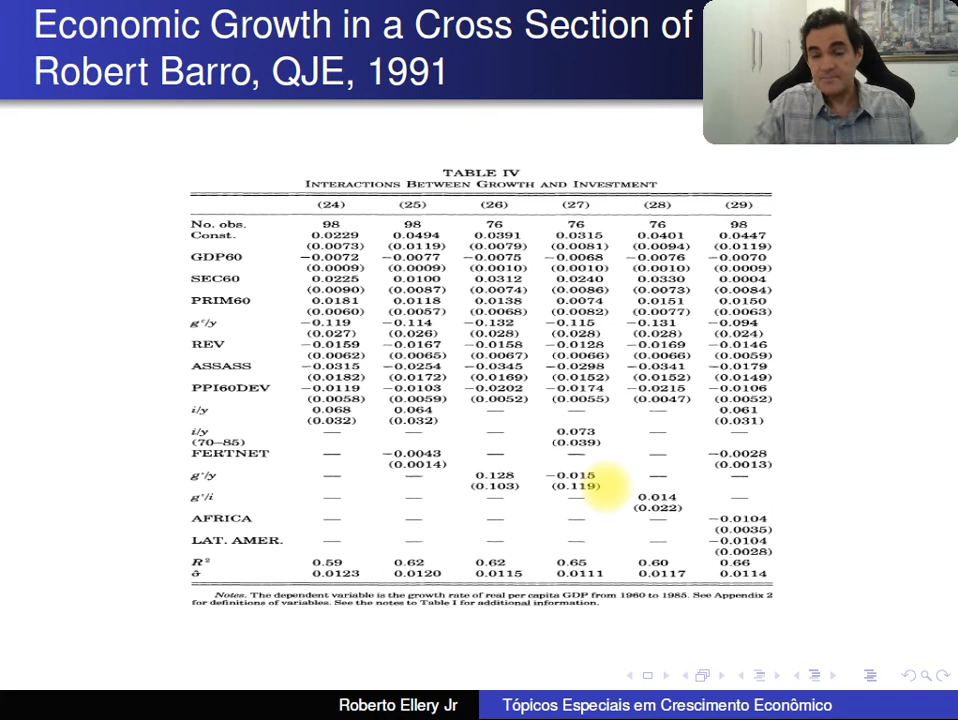 Economic Growth in a Cross Section of
Robert Barro, QJE, 1991
TABLE IV
INTERACTIONS BETWEEN GROWTH AND INVESTMENT
(24) (25) (26) (27) (28) (29)
No. obs. 98 98 76 76 76 98
Const. 0.0229 0.0494 0.0391 0.0315 0.0401 0.0447
(0.0073) (0.0119) (0.0079) (0.0081) (0.0094) (0.0119)
GDP60 −0.0072 −0.0077 −0.0075 −0.0068 −0.0076 −0.0070
(0.0009) (0.0009) (0.0010) (0.0010) (0.0010) (0.0009)
SEC60 0.0225 0.0100 0.0312 0.0240 0.0330 0.0004
(0.0090) (0.0087) (0.0074) (0.0086) (0.0073) (0.0084)
PRIM60 0.0181 0.0118 0.0138 0.0074 0.0151 0.0150
(0.0060) (0.0057) (0.0068) (0.0082) (0.0077) (0.0063)
gᶜ/y −0.119 −0.114 −0.132 −0.115 −0.131 −0.094
(0.027) (0.026) (0.028) (0.028) (0.028) (0.024)
REV −0.0159 −0.0167 −0.0158 −0.0128 −0.0169 −0.0146
(0.0062) (0.0065) (0.0067) (0.0066) (0.0066) (0.0059)
ASSASS −0.0315 −0.0254 −0.0345 −0.0298 −0.0341 −0.0179
(0.0182) (0.0172) (0.0169) (0.0152) (0.0152) (0.0149)
PPI60DEV −0.0119 −0.0103 −0.0202 −0.0174 −0.0215 −0.0106
(0.0058) (0.0059) (0.0052) (0.0055) (0.0047) (0.0052)
i/y 0.068 0.064 — — — 0.061
(0.032) (0.032) (0.031)
i/y — — — 0.073 — —
(70–85) (0.039)
FERTNET — −0.0043 — — — −0.0028
(0.0014) (0.0013)
gⁱ/y — — 0.128 −0.015 — —
(0.103) (0.119)
gⁱ/i — — — — 0.014 —
(0.022)
AFRICA — — — — — −0.0104
(0.0035)
LAT. AMER. — — — — — −0.0104
(0.0028)
R² 0.59 0.62 0.62 0.65 0.60 0.66
σ̂ 0.0123 0.0120 0.0115 0.0111 0.0117 0.0114
Notes. The dependent variable is the growth rate of real per capita GDP from 1960 to 1985. See Appendix 2
for definitions of variables. See the notes to Table I for additional information.
Roberto Ellery Jr Tópicos Especiais em Crescimento Econômico